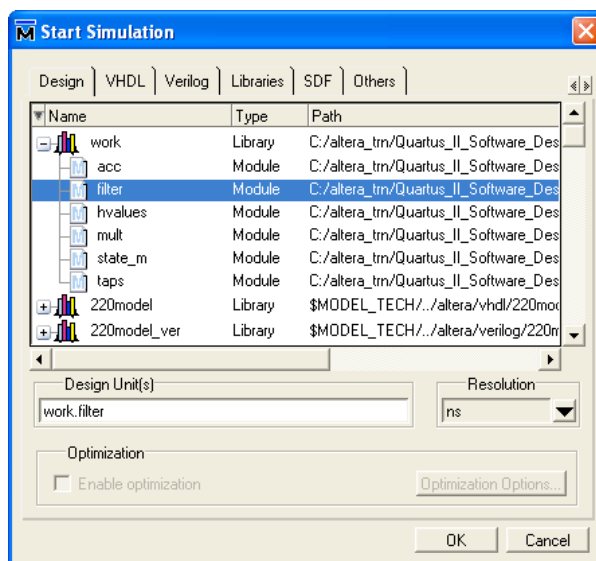 Start Simulation
Design VHDL Verilog Libraries SDF Others
Name Type Path
work Library C:/altera_trn/Quartus_II_Software_Des
acc Module C:/altera_trn/Quartus_II_Software_Des
filter Module C:/altera_trn/Quartus_II_Software_Des
hvalues Module C:/altera_trn/Quartus_II_Software_Des
mult Module C:/altera_trn/Quartus_II_Software_Des
state_m Module C:/altera_trn/Quartus_II_Software_Des
taps Module C:/altera_trn/Quartus_II_Software_Des
220model Library $MODEL_TECH/../altera/vhdl/220mod
220model_ver Library $MODEL_TECH/../altera/verilog/220m
Design Unit(s) Resolution
work.filter ns
Optimization
Enable optimization Optimization Options...
OK Cancel